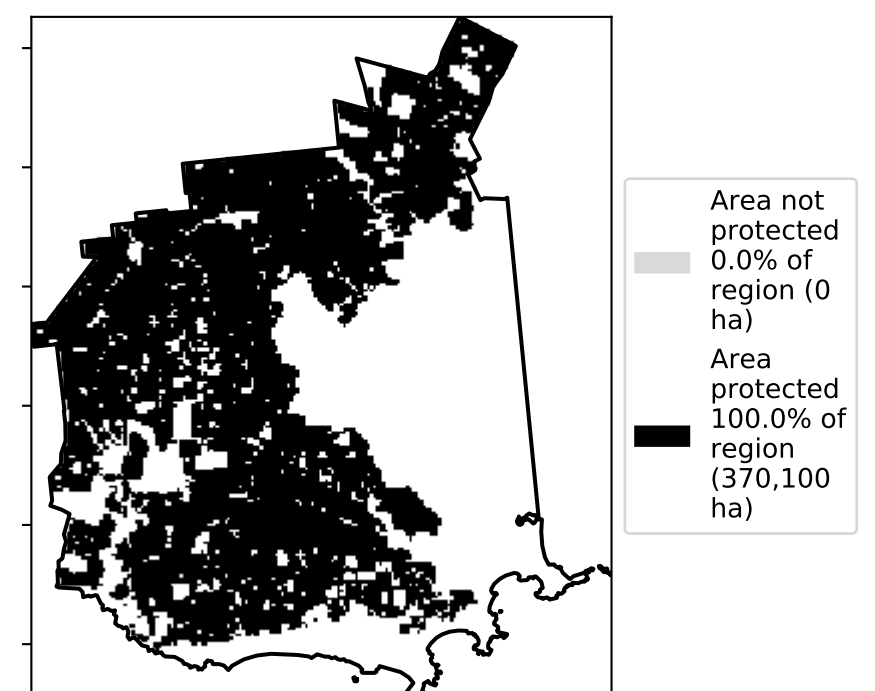 Area not
protected
0.0% of
region (0
ha)
Area
protected
100.0% of
region
(370,100
ha)